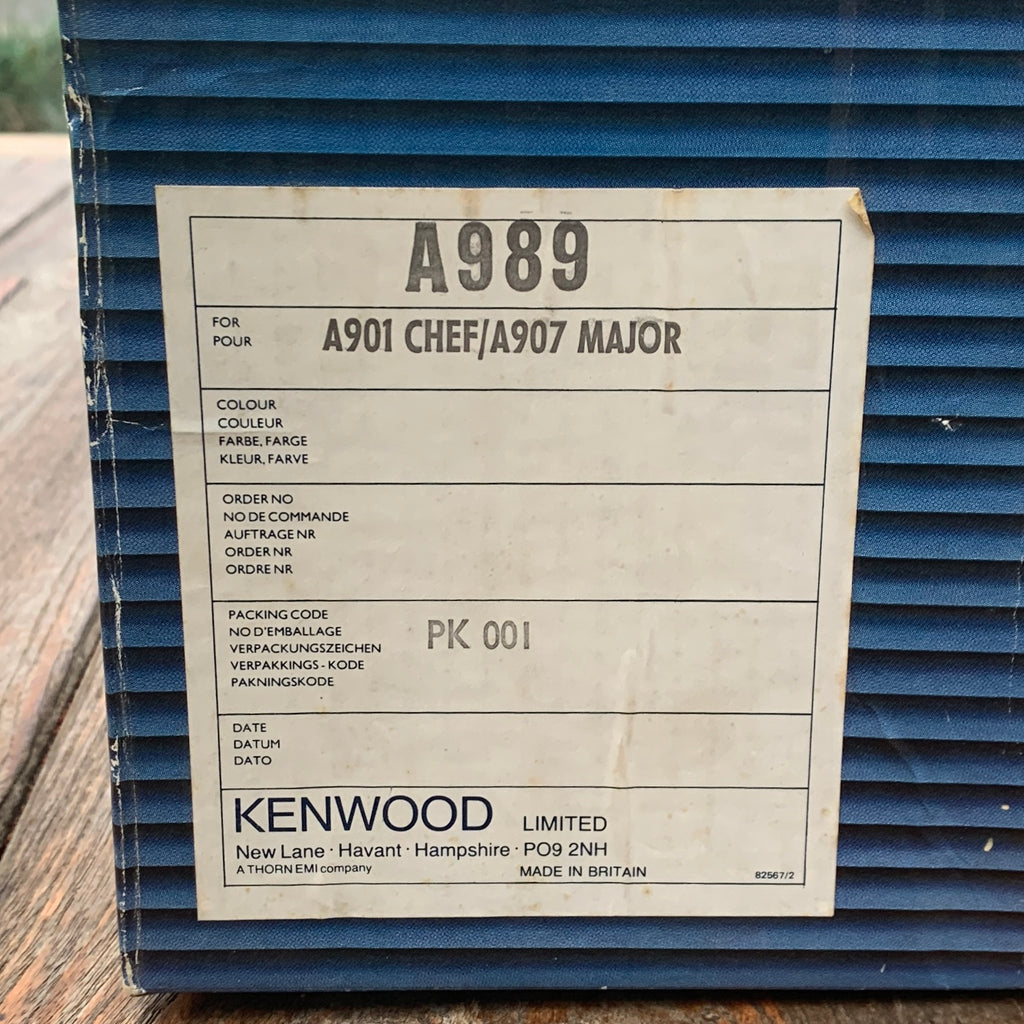 A989
FOR
POUR
A901 CHEF/A907 MAJOR
COLOUR
COULEUR
FARBE, FARGE
KLEUR, FARVE
ORDER NO
NO DE COMMANDE
AUFTRAGE NR
ORDER NR
ORDRE NR
PACKING CODE
NO D'EMBALLAGE
VERPACKUNGSZEICHEN
VERPAKKINGS - KODE
PAKNINGSKODE
PK 001
DATE
DATUM
DATO
KENWOOD LIMITED
New Lane · Havant · Hampshire · PO9 2NH
A THORN EMI company MADE IN BRITAIN 82567/2